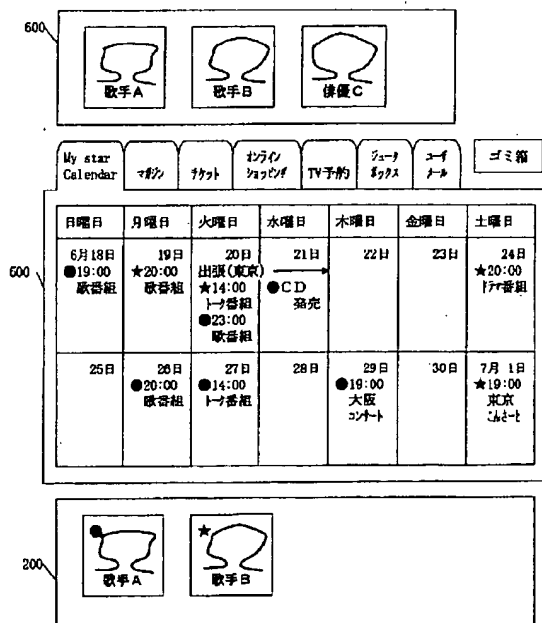 600
歌手A 歌手B 俳優C
My star Calendar マガジン チケット オンライン ショッピング TV予約 ジューク ボックス ユーザ メール ゴミ箱
600
日曜日 月曜日 火曜日 水曜日 木曜日 金曜日 土曜日
6月18日 19日 20日 21日 22日 23日 24日
●19:00 ★20:00 出張(東京) → ●CD ★20:00
歌番組 歌番組 ★14:00 発売 ドラマ番組
トーク番組
●23:00
歌番組
25日 26日 27日 28日 29日 30日 7月 1日
●20:00 ●14:00 ●19:00 ★19:00
歌番組 トーク番組 大阪 東京
コンサート こんさーと
200
● ★
歌手A 歌手B